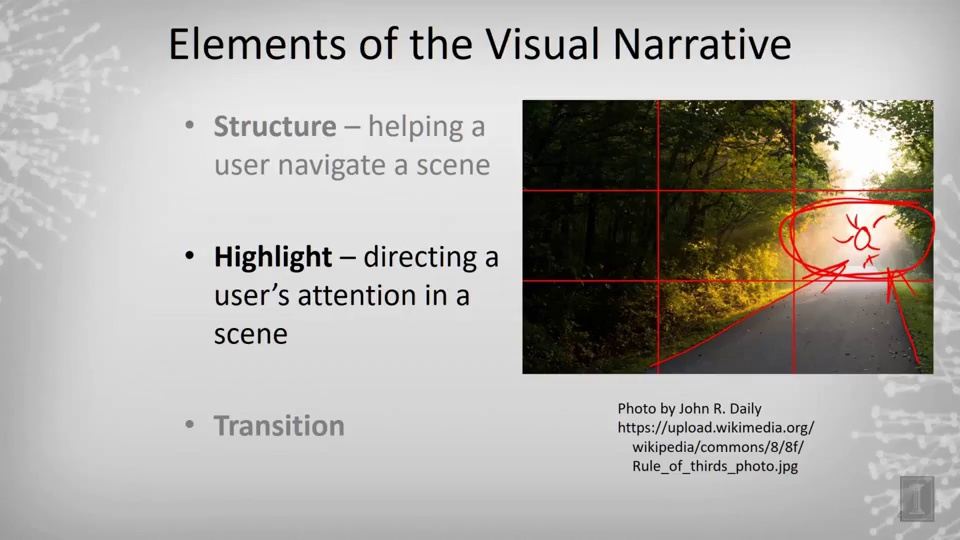 Elements of the Visual Narrative
• Structure – helping a
user navigate a scene
• Highlight – directing a
user’s attention in a
scene
• Transition
Photo by John R. Daily
https://upload.wikimedia.org/
wikipedia/commons/8/8f/
Rule_of_thirds_photo.jpg